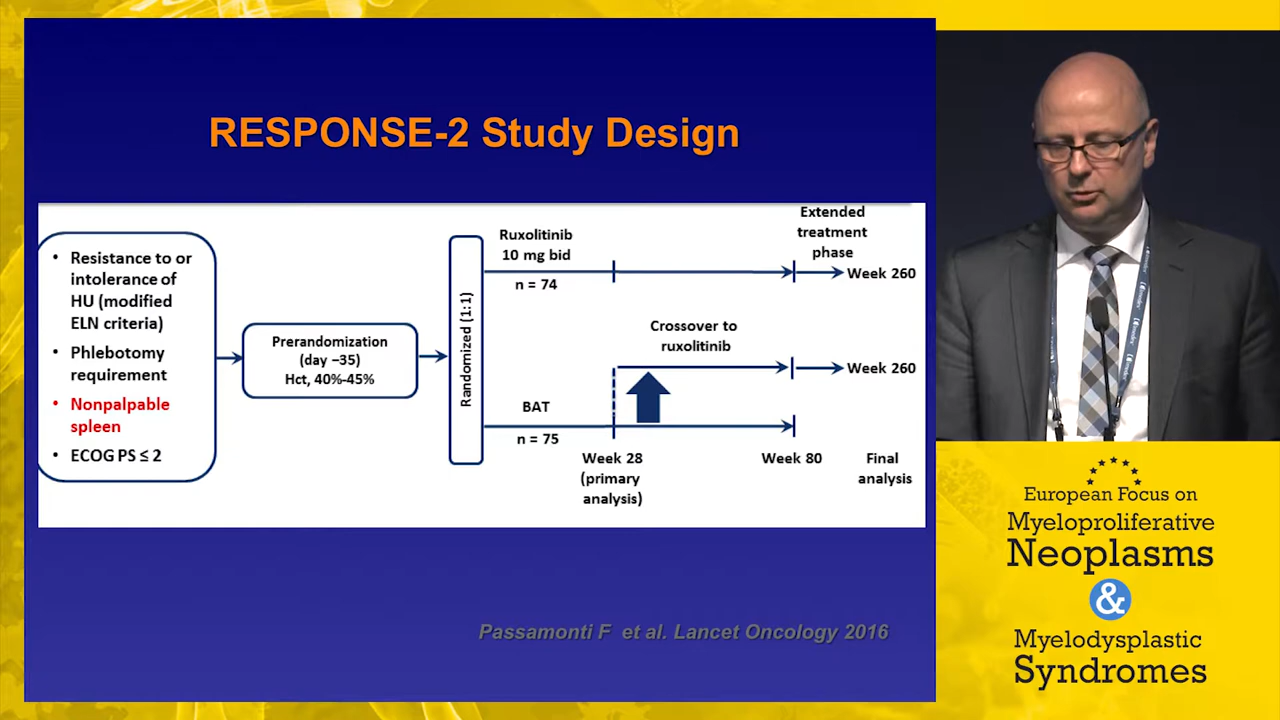 RESPONSE-2 Study Design
• Resistance to or
intolerance of
HU (modified
ELN criteria)
• Phlebotomy
requirement
• Nonpalpable
spleen
• ECOG PS ≤ 2
Prerandomization
(day −35)
Hct, 40%-45%
Randomized (1:1)
Ruxolitinib
10 mg bid
n = 74
Extended
treatment
phase
Week 260
Crossover to
ruxolitinib
Week 260
BAT
n = 75
Week 28
(primary
analysis)
Week 80
Final
analysis
Passamonti F et al. Lancet Oncology 2016
European Focus on
Myeloproliferative
Neoplasms
&
Myelodysplastic
Syndromes